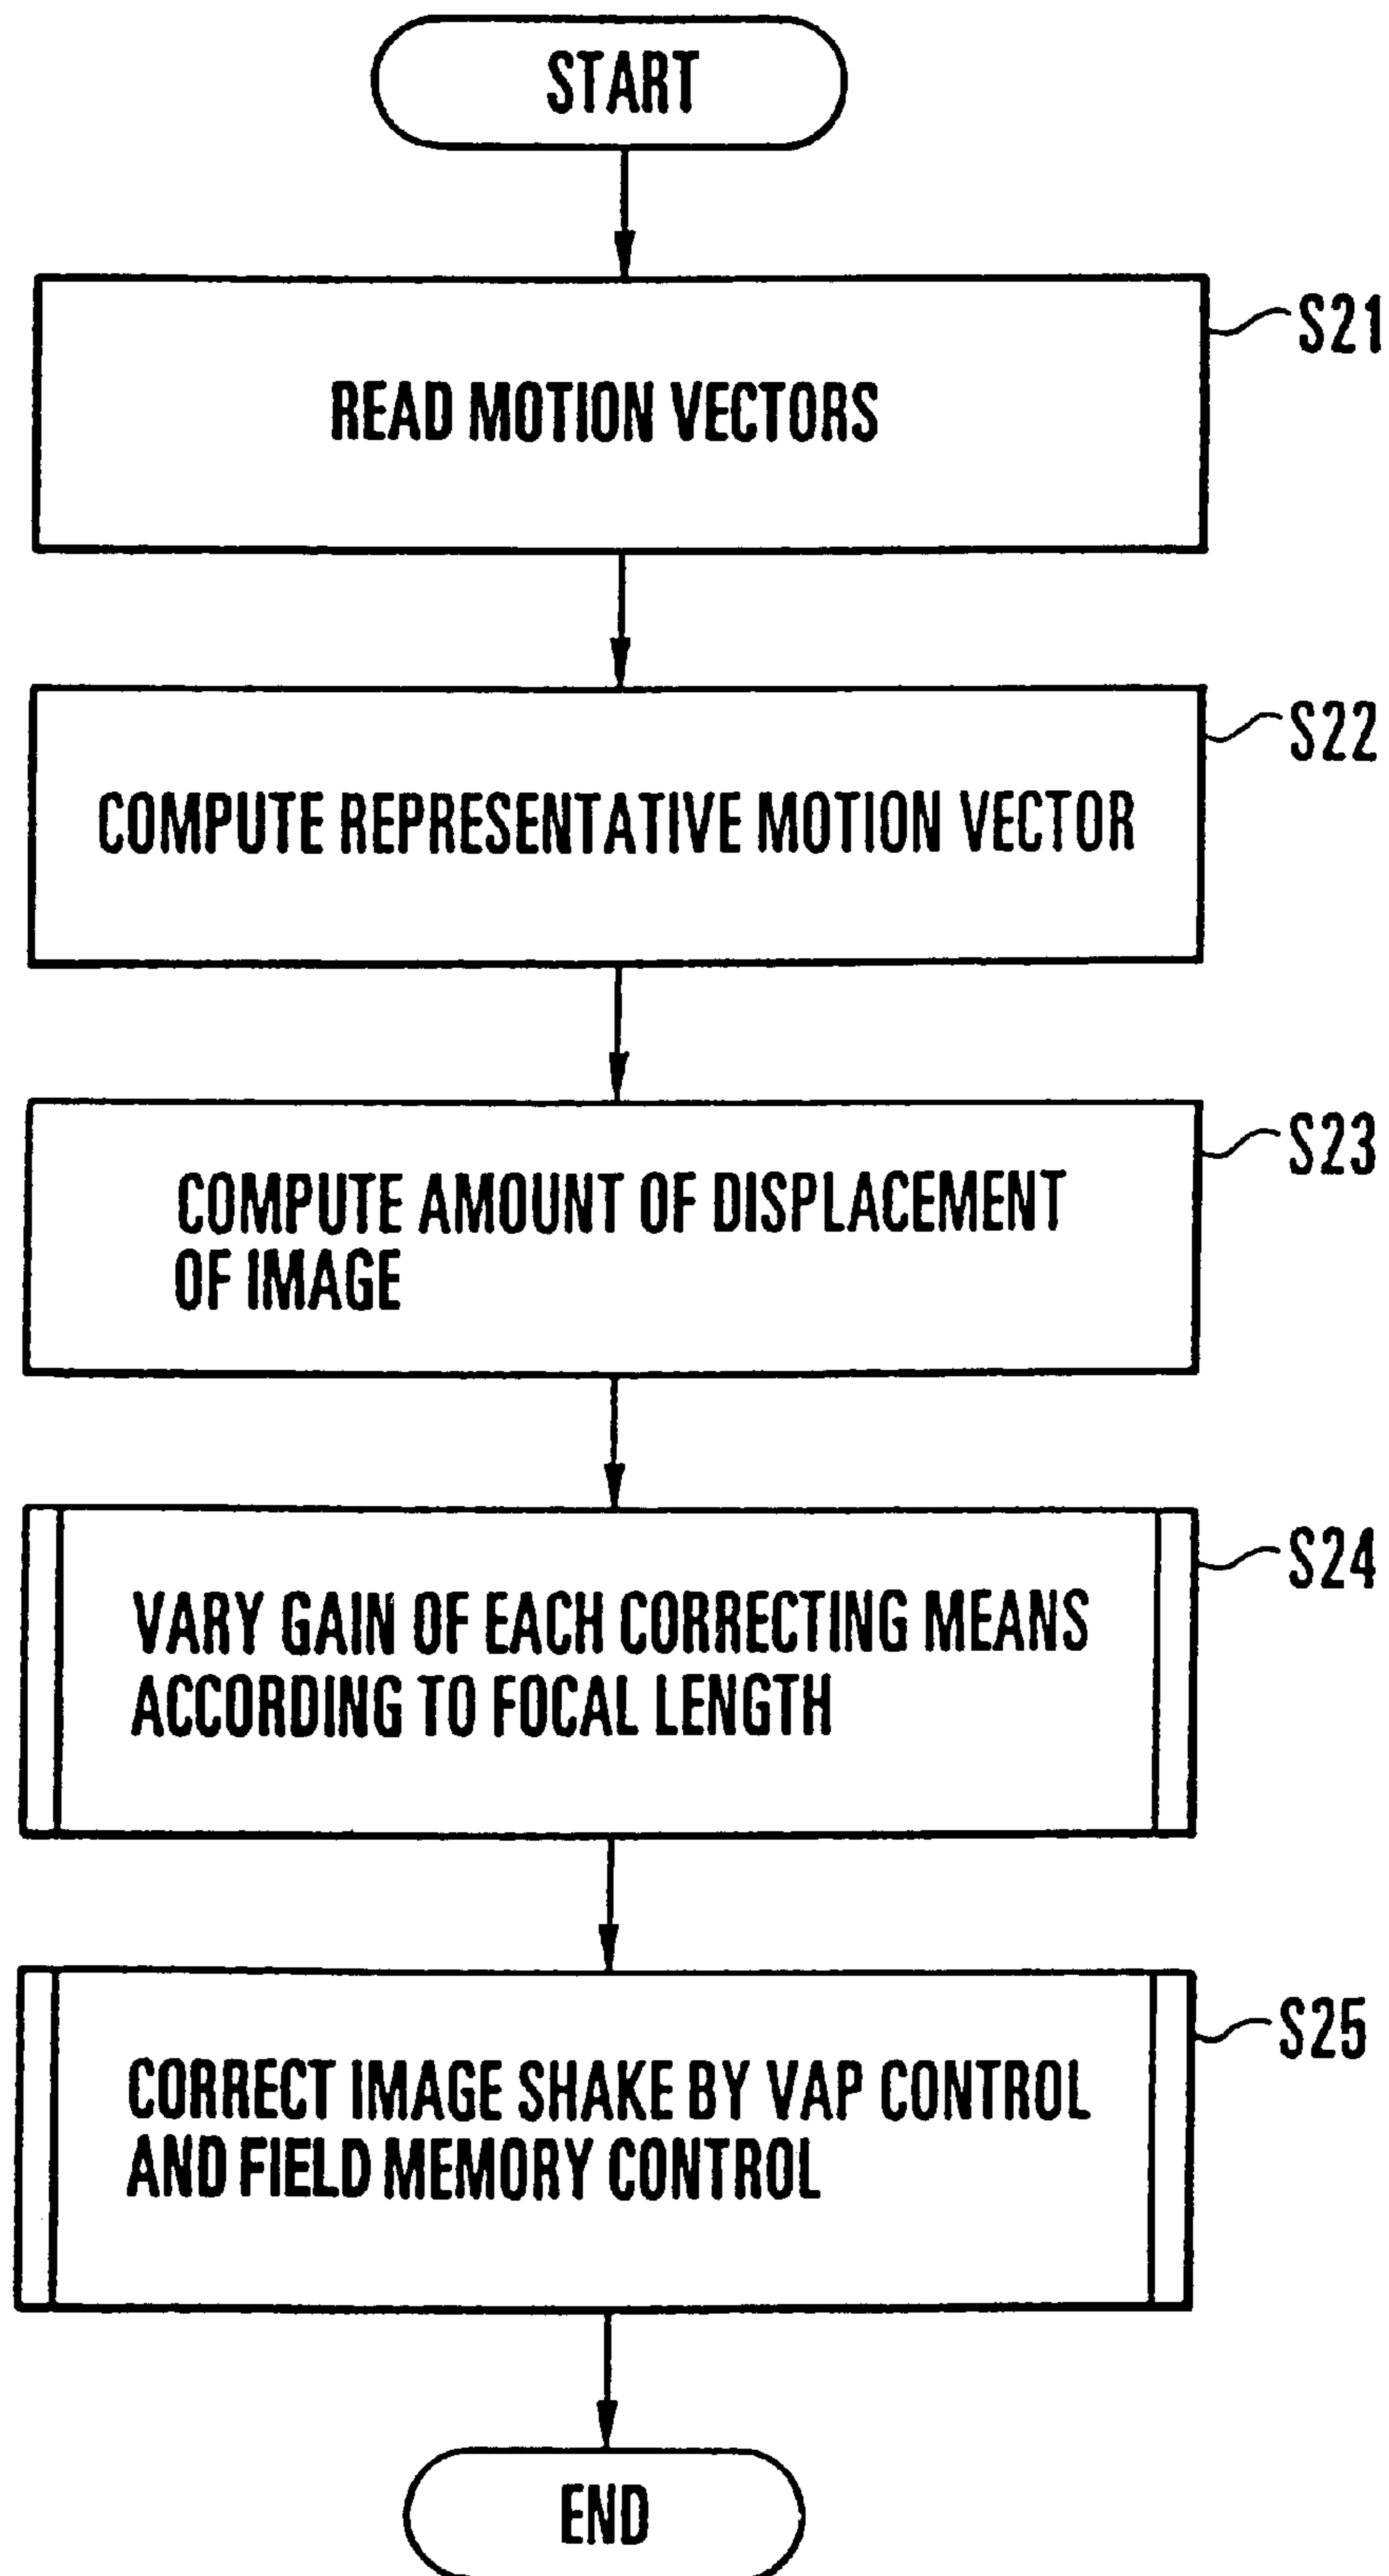 START
S21
READ MOTION VECTORS
S22
COMPUTE REPRESENTATIVE MOTION VECTOR
S23
COMPUTE AMOUNT OF DISPLACEMENT
OF IMAGE
S24
VARY GAIN OF EACH CORRECTING MEANS
ACCORDING TO FOCAL LENGTH
S25
CORRECT IMAGE SHAKE BY VAP CONTROL
AND FIELD MEMORY CONTROL
END